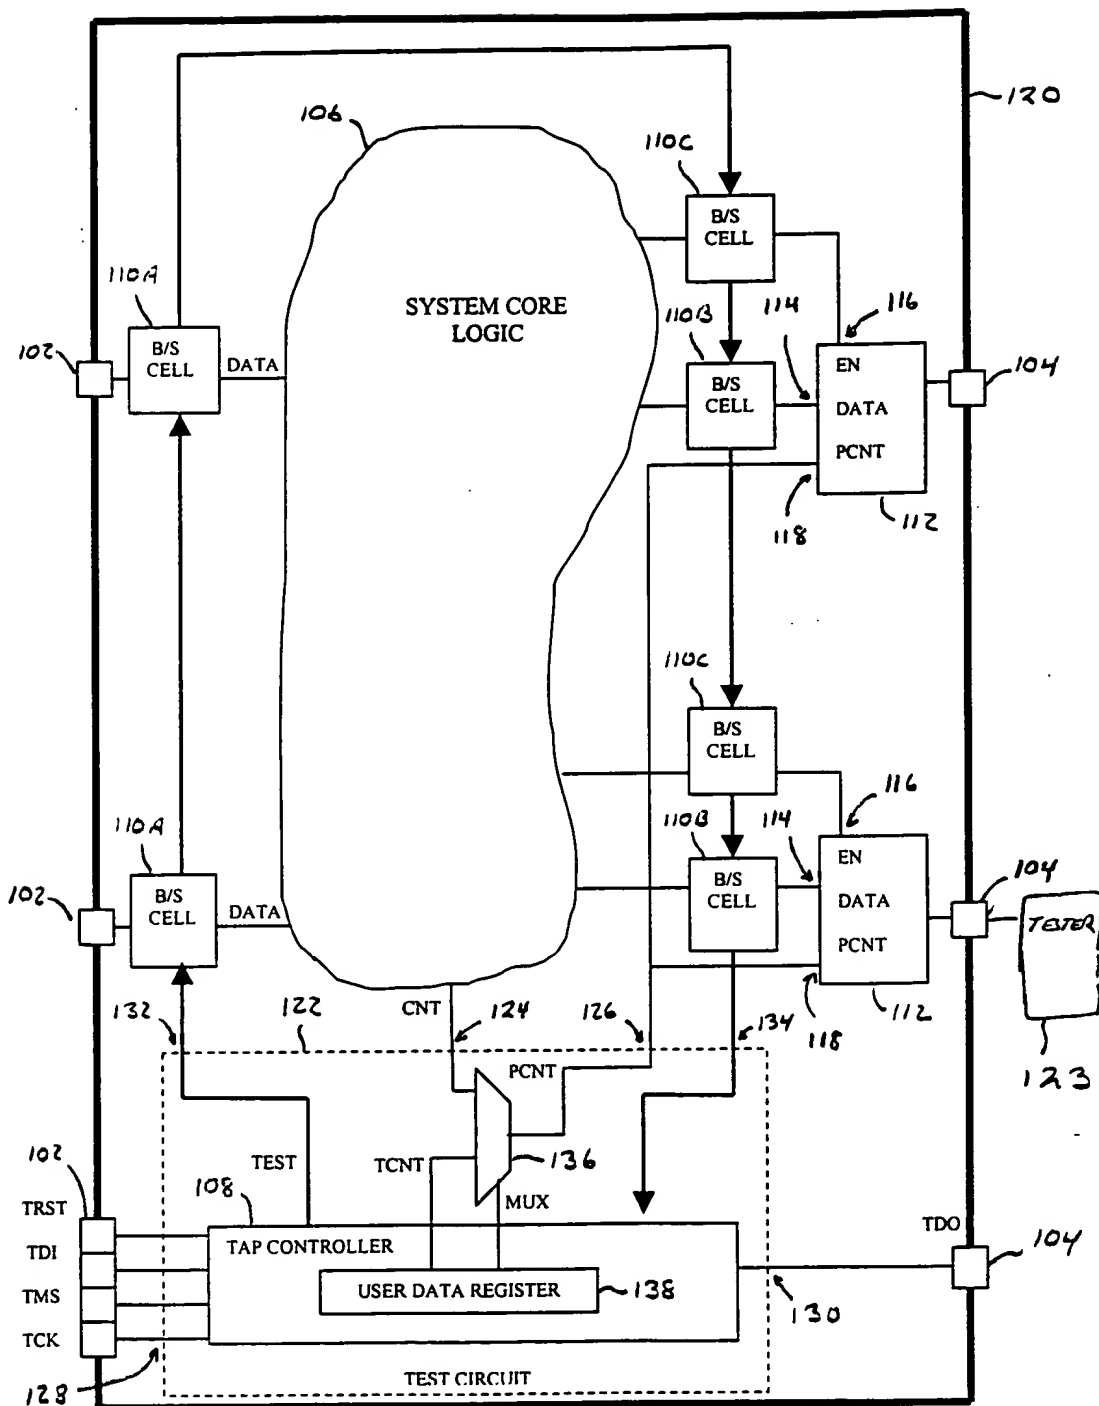 120
106
110C
B/S
CELL
110A
SYSTEM CORE
LOGIC
110B
114
116
102
B/S
CELL
DATA
B/S
CELL
EN
DATA
PCNT
104
118
112
110C
B/S
CELL
110A
110B
114
116
102
B/S
CELL
DATA
B/S
CELL
EN
DATA
PCNT
104
TESTER
CNT
132
122
124
126
134
118
112
123
PCNT
102
TEST
TCNT
136
108
MUX
TRST
TDI
TMS
TCK
TAP CONTROLLER
USER DATA REGISTER
138
TDO
104
130
128
TEST CIRCUIT